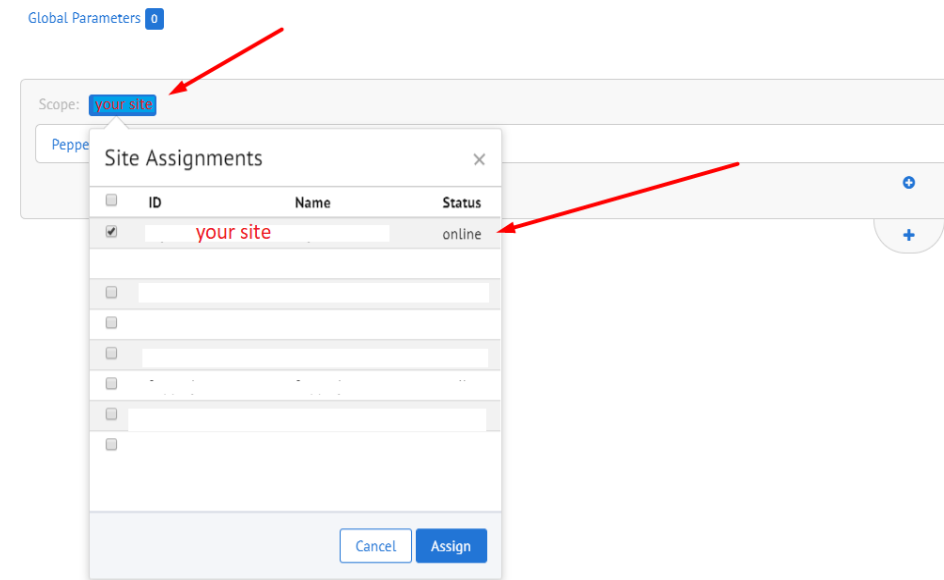 Global Parameters 0
Scope: your site
Peppe
Site Assignments ×
ID Name Status
your site online
Cancel Assign